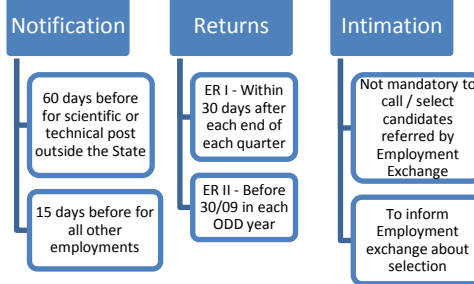 Notification
60 days before
for scientific or
technical post
outside the State
15 days before for
all other
employments
Returns
ER I - Within
30 days after
each end of
each quarter
ER II - Before
30/09 in each
ODD year
Intimation
Not mandatory to
call / select
candidates
referred by
Employment
Exchange
To inform
Employment
exchange about
selection